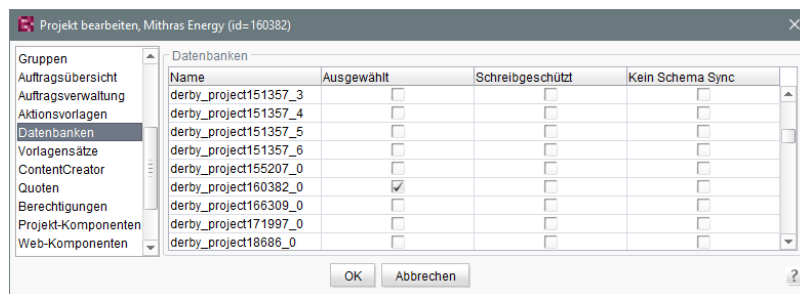 Projekt bearbeiten, Mithras Energy (id=160382)
Gruppen
Auftragsübersicht
Auftragsverwaltung
Aktionsvorlagen
Datenbanken
Vorlagensätze
ContentCreator
Quoten
Berechtigungen
Projekt-Komponenten
Web-Komponenten
Datenbanken
Name Ausgewählt Schreibgeschützt Kein Schema Sync
derby_project151357_3
derby_project151357_4
derby_project151357_5
derby_project151357_6
derby_project155207_0
derby_project160382_0
derby_project166309_0
derby_project171997_0
derby_project18686_0
OK Abbrechen ?